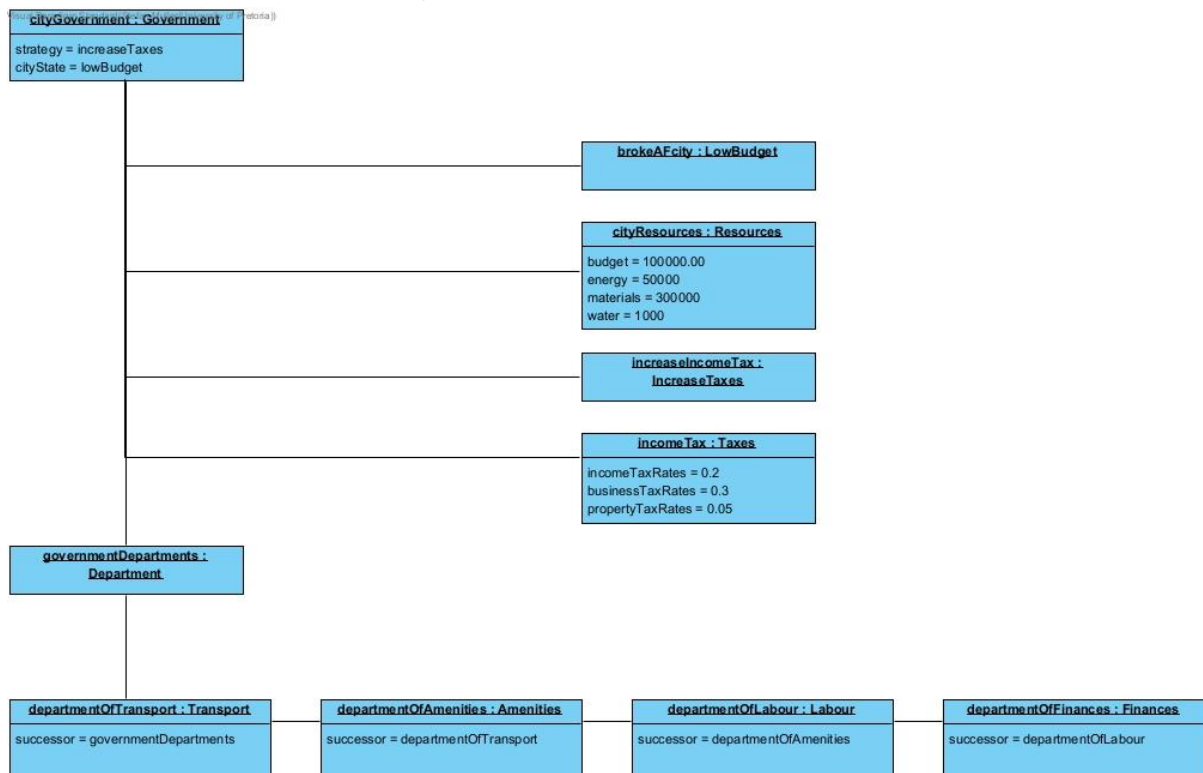 cityGovernment : Government
strategy = increaseTaxes
cityState = lowBudget
brokeAFcity : LowBudget
cityResources : Resources
budget = 100000.00
energy = 50000
materials = 300000
water = 1000
increaseIncomeTax :
IncreaseTaxes
incomeTax : Taxes
incomeTaxRates = 0.2
businessTaxRates = 0.3
propertyTaxRates = 0.05
governmentDepartments :
Department
departmentOfTransport : Transport
successor = governmentDepartments
departmentOfAmenities : Amenities
successor = departmentOfTransport
departmentOfLabour : Labour
successor = departmentOfAmenities
departmentOfFinances : Finances
successor = departmentOfLabour